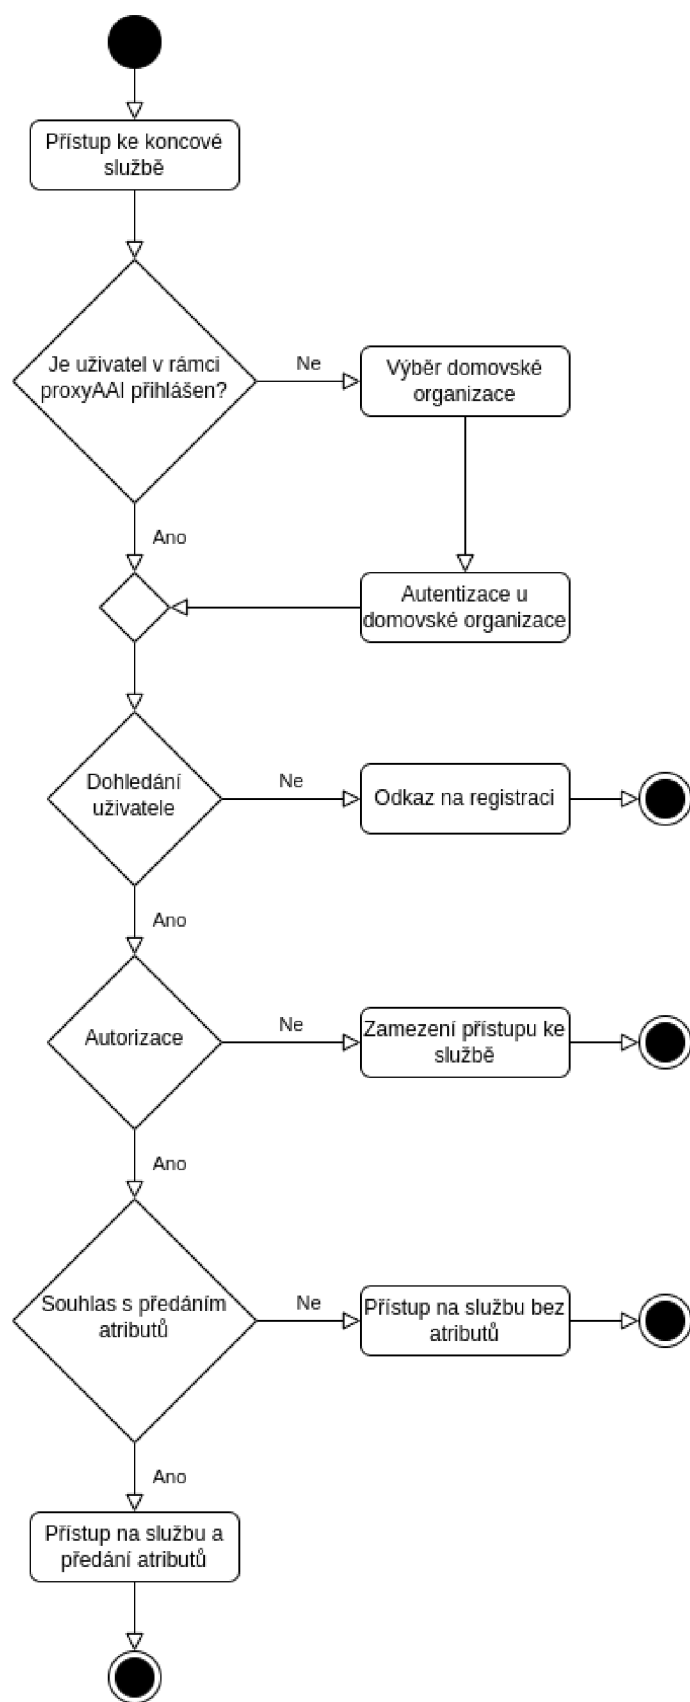 Přístup ke koncové
službě
Je uživatel v rámci
proxyAAI přihlášen?
Ne
Výběr domovské
organizace
Ano
Autentizace u
domovské organizace
Dohledání
uživatele
Ne
Odkaz na registraci
Ano
Autorizace
Ne
Zamezení přístupu ke
službě
Ano
Souhlas s předáním
atributů
Ne
Přístup na službu bez
atributů
Ano
Přístup na službu a
předání atributů